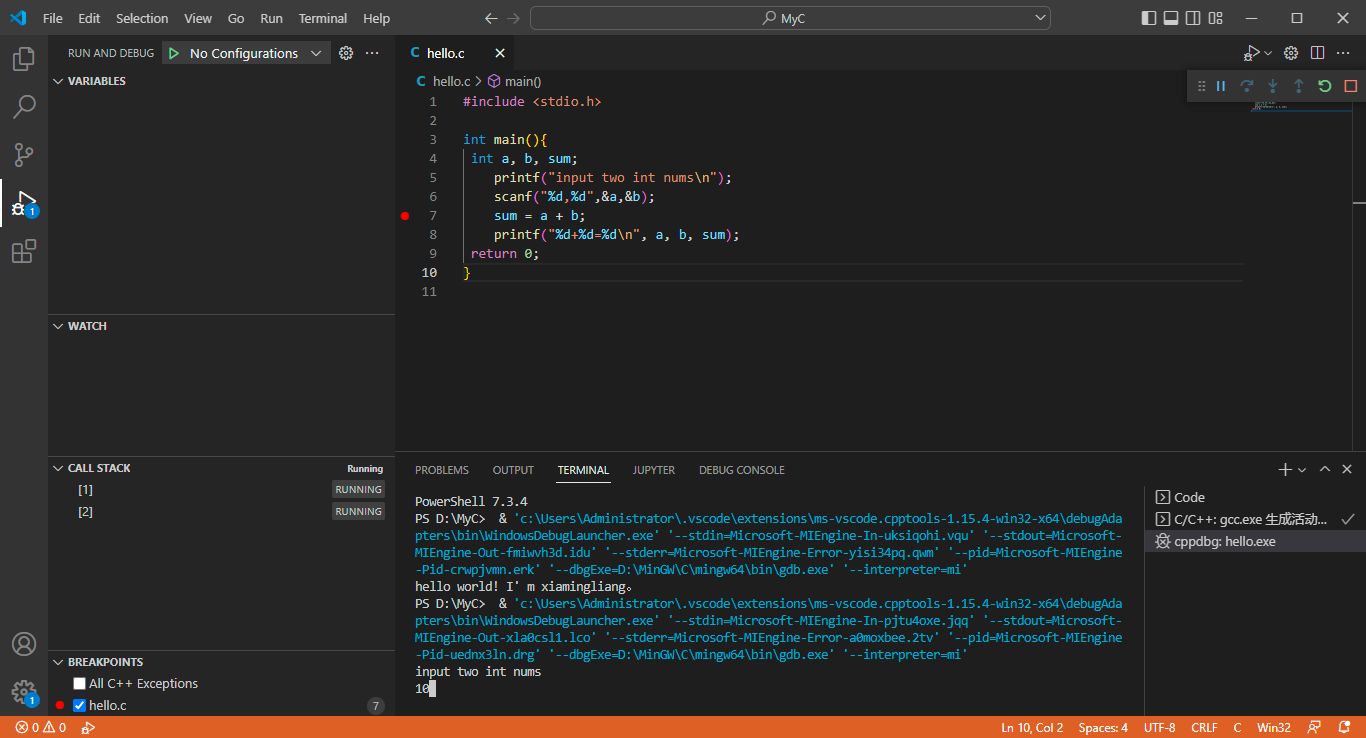 File Edit Selection View Go Run Terminal Help
MyC
RUN AND DEBUG No Configurations
VARIABLES
WATCH
CALL STACK Running
[1] RUNNING
[2] RUNNING
BREAKPOINTS
All C++ Exceptions
hello.c 7
1
1
C hello.c
C hello.c > main()
1 #include <stdio.h>
2
3 int main(){
4 int a, b, sum;
5 printf("input two int nums\n");
6 scanf("%d,%d",&a,&b);
7 sum = a + b;
8 printf("%d+%d=%d\n", a, b, sum);
9 return 0;
10 }
11
PROBLEMS OUTPUT TERMINAL JUPYTER DEBUG CONSOLE
PowerShell 7.3.4
PS D:\MyC> & 'c:\Users\Administrator\.vscode\extensions\ms-vscode.cpptools-1.15.4-win32-x64\debugAda
pters\bin\WindowsDebugLauncher.exe' '--stdin=Microsoft-MIEngine-In-uksiqohi.vqu' '--stdout=Microsoft-
MIEngine-Out-fmiwvh3d.idu' '--stderr=Microsoft-MIEngine-Error-yisi34pq.qwm' '--pid=Microsoft-MIEngine
-Pid-crwpjvmn.erk' '--dbgExe=D:\MinGW\C\mingw64\bin\gdb.exe' '--interpreter=mi'
hello world! I’m xiamingliang。
PS D:\MyC> & 'c:\Users\Administrator\.vscode\extensions\ms-vscode.cpptools-1.15.4-win32-x64\debugAda
pters\bin\WindowsDebugLauncher.exe' '--stdin=Microsoft-MIEngine-In-pjtu4oxe.jqq' '--stdout=Microsoft-
MIEngine-Out-xla0csl1.lco' '--stderr=Microsoft-MIEngine-Error-a0moxbee.2tv' '--pid=Microsoft-MIEngine
-Pid-uednx3ln.drg' '--dbgExe=D:\MinGW\C\mingw64\bin\gdb.exe' '--interpreter=mi'
input two int nums
10
Code
C/C++: gcc.exe 生成活动...
cppdbg: hello.exe
0 0 Ln 10, Col 2 Spaces: 4 UTF-8 CRLF C Win32